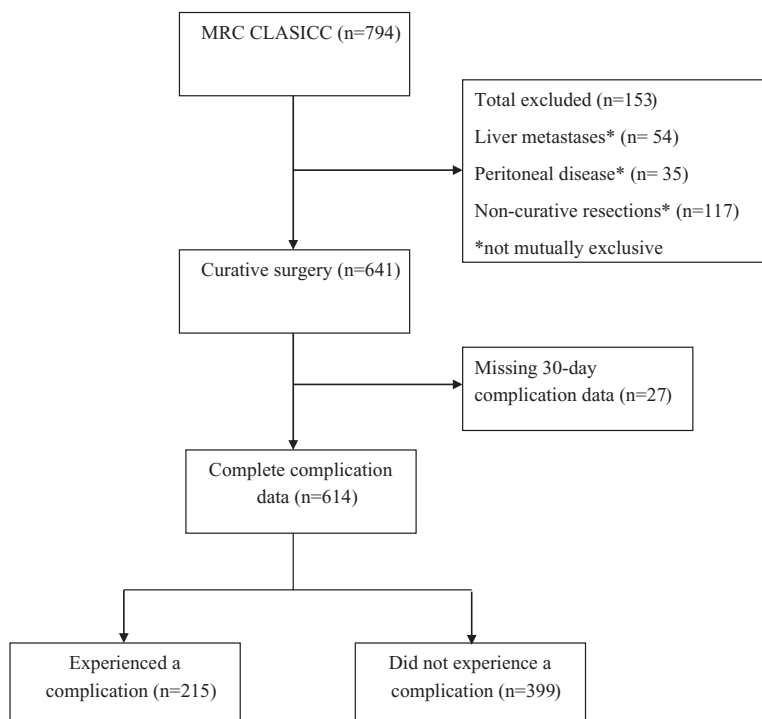 MRC CLASICC (n=794)
Total excluded (n=153)
Liver metastases* (n= 54)
Peritoneal disease* (n= 35)
Non-curative resections* (n=117)
*not mutually exclusive
Curative surgery (n=641)
Missing 30-day
complication data (n=27)
Complete complication
data (n=614)
Experienced a
complication (n=215)
Did not experience a
complication (n=399)